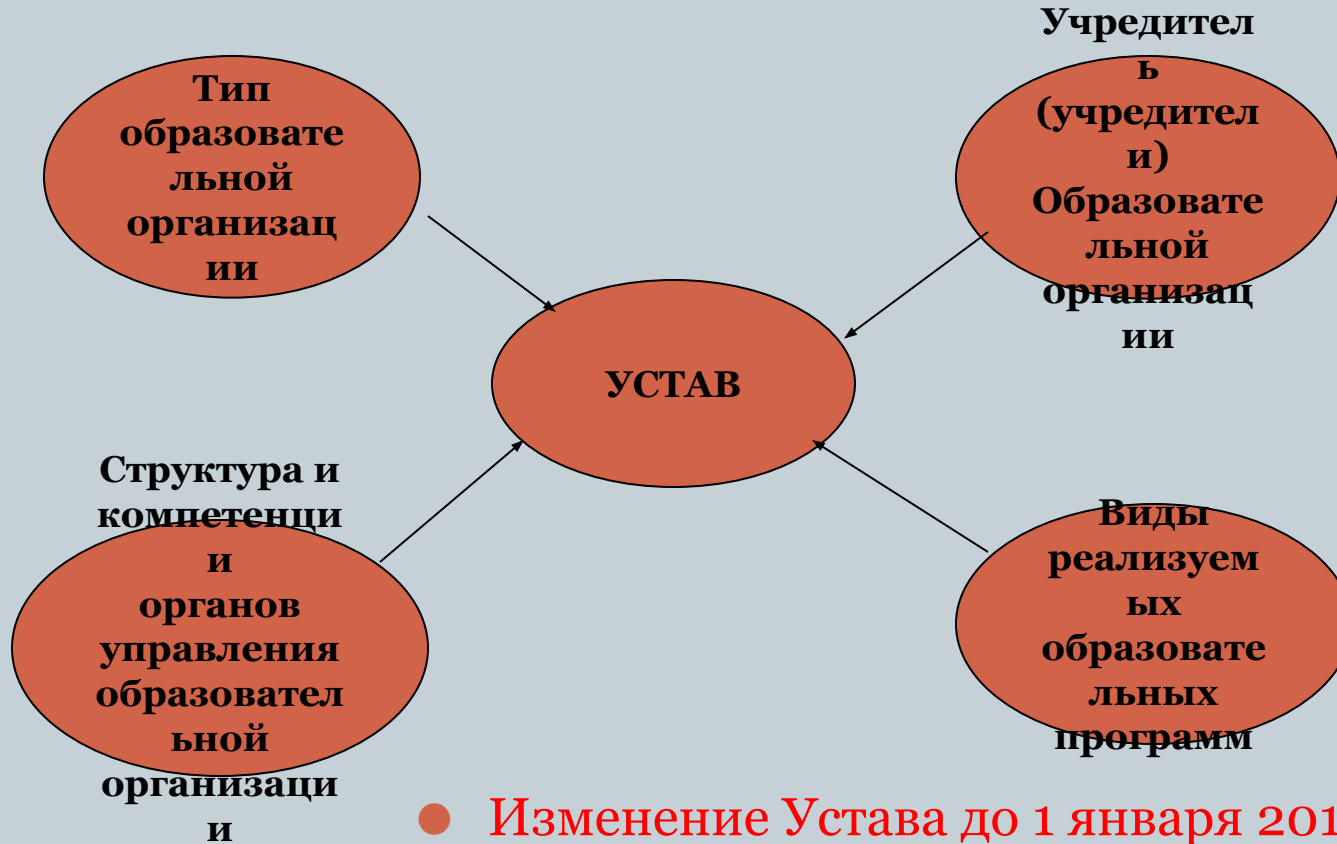 Тип
образовате
льной
организац
ии
Учредител
ь
(учредител
и)
Образовате
льной
организац
ии
УСТАВ
Структура и
компетенци
и
органов
управления
образовател
ьной
организаци
и
Виды
реализуем
ых
образовате
льных
программ
Изменение Устава до 1 января 201